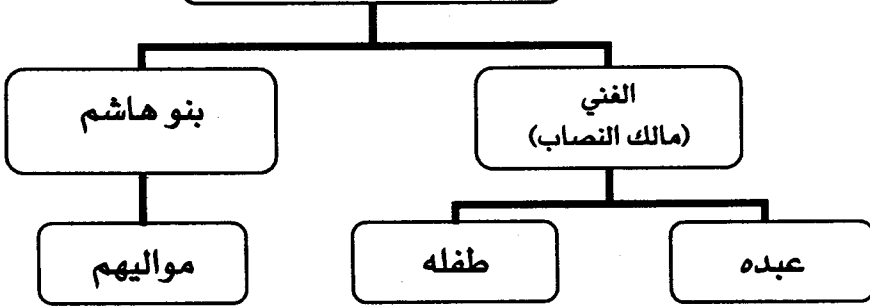 الغني
(مالك النصاب)
بنو هاشم
عبده
طفله
مواليهم